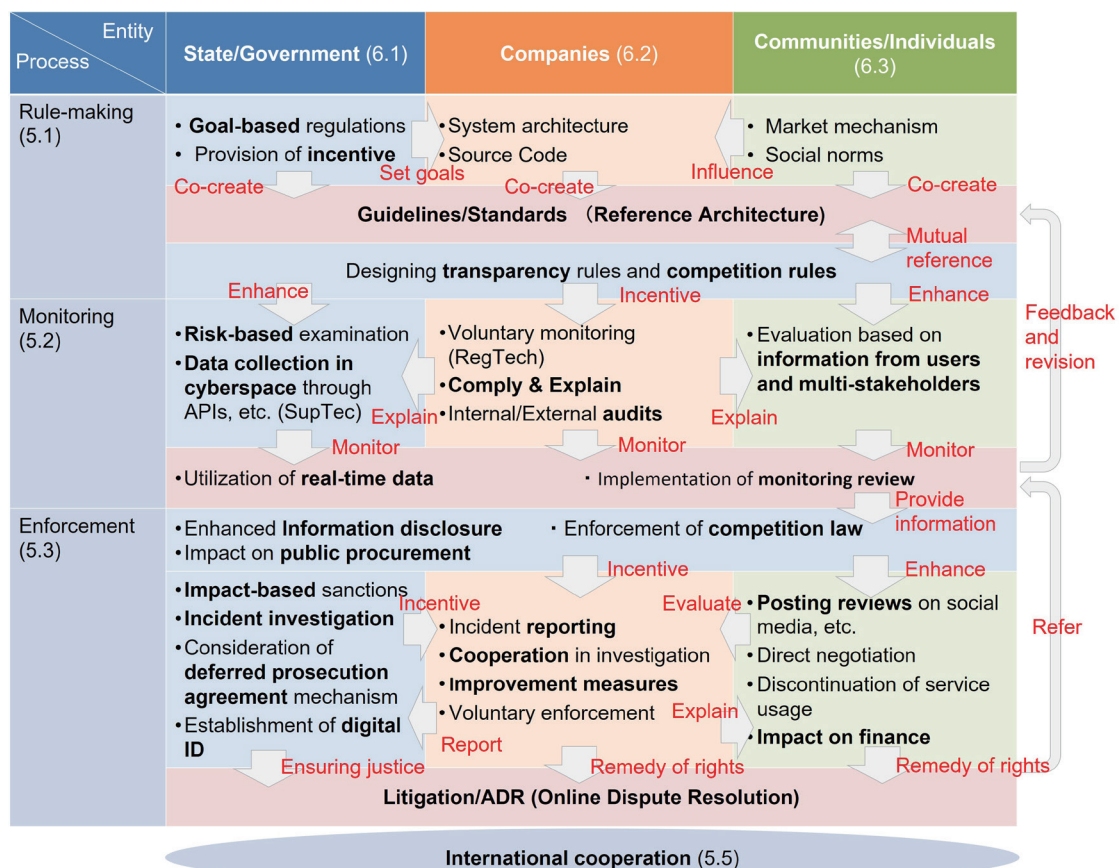 Entity
Process
State/Government (6.1)
Companies (6.2)
Communities/Individuals
(6.3)
Rule-making
(5.1)
• Goal-based regulations
• Provision of incentive
Set goals
• System architecture
• Source Code
Influence
• Market mechanism
• Social norms
Co-create
Co-create
Co-create
Guidelines/Standards （Reference Architecture)
Mutual
reference
Designing transparency rules and competition rules
Enhance
Incentive
Enhance
Feedback
and
revision
Monitoring
(5.2)
• Risk-based examination
• Data collection in
cyberspace through
APIs, etc. (SupTec)
Explain
• Voluntary monitoring
(RegTech)
• Comply & Explain
• Internal/External audits
Explain
• Evaluation based on
information from users
and multi-stakeholders
Monitor
Monitor
Monitor
• Utilization of real-time data
・ Implementation of monitoring review
Provide
information
Enforcement
(5.3)
• Enhanced Information disclosure
• Impact on public procurement
・ Enforcement of competition law
Incentive
Enhance
• Impact-based sanctions
• Incident investigation
• Consideration of
deferred prosecution
agreement mechanism
• Establishment of digital
ID
Incentive
• Incident reporting
• Cooperation in investigation
• Improvement measures
• Voluntary enforcement
Report
Evaluate
Explain
• Posting reviews on social
media, etc.
• Direct negotiation
• Discontinuation of service
usage
• Impact on finance
Refer
Ensuring justice
Remedy of rights
Remedy of rights
Litigation/ADR (Online Dispute Resolution)
International cooperation (5.5)